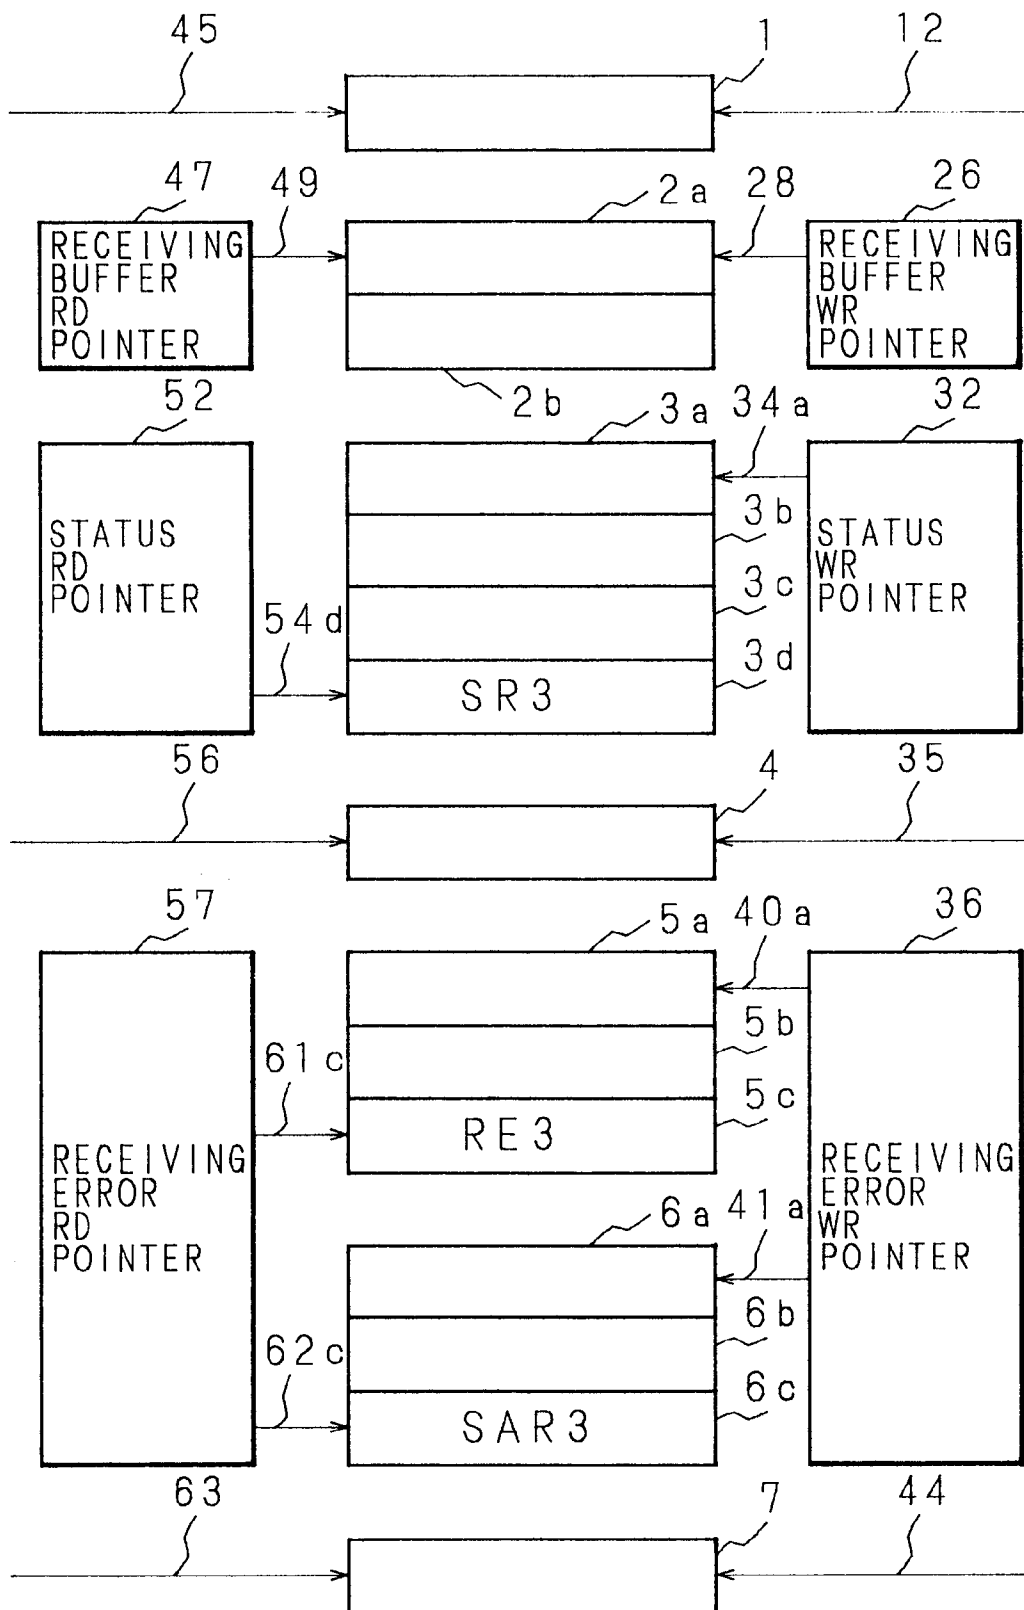 45
1
12
47
49
2a
28
26
RECEIVING
BUFFER
RD
POINTER
RECEIVING
BUFFER
WR
POINTER
2b
52
3a
34a
32
STATUS
RD
POINTER
3b
STATUS
WR
POINTER
3c
54d
3d
SR3
56
4
35
57
5a
40a
36
5b
61c
5c
RE3
RECEIVING
ERROR
RD
POINTER
RECEIVING
ERROR
WR
POINTER
6a
41a
6b
62c
6c
SAR3
63
7
44